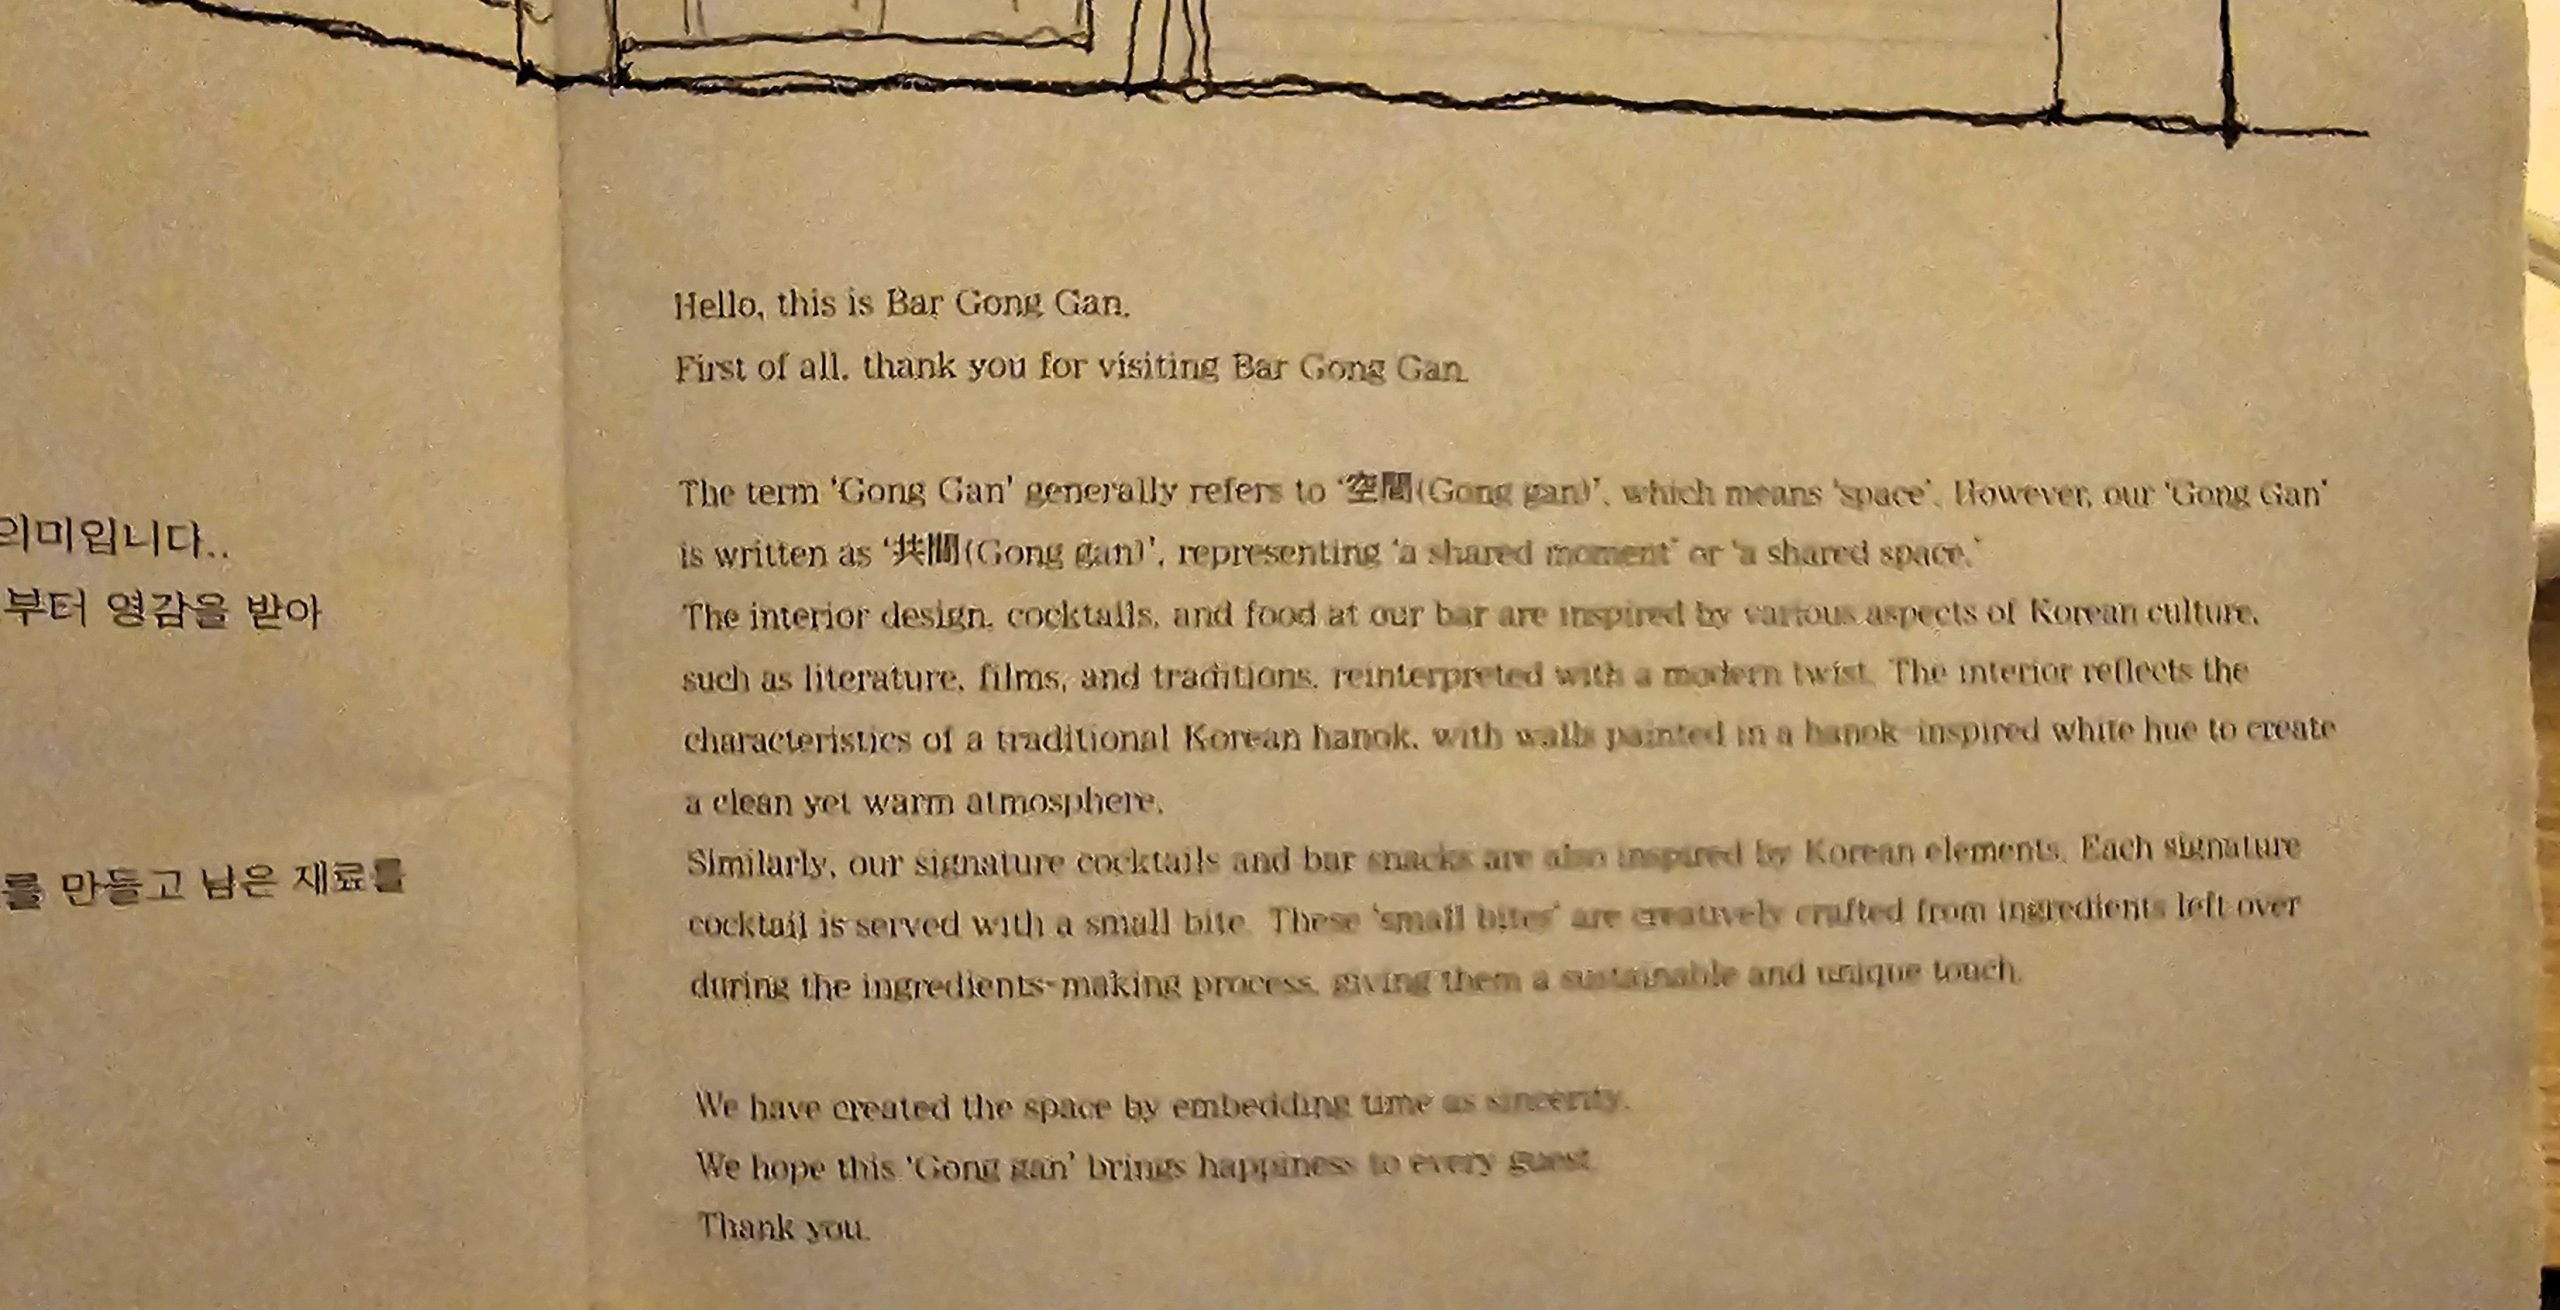 의미입니다..
부터 영감을 받아
를 만들고 남은 재료를
Hello, this is Bar Gong Gan.
First of all, thank you for visiting Bar Gong Gan.
The term ‘Gong Gan’ generally refers to ‘空間(Gong gan)’, which means ‘space’. However, our ‘Gong Gan’
is written as ‘共間(Gong gan)’, representing ‘a shared moment’ or ‘a shared space.’
The interior design, cocktails, and food at our bar are inspired by various aspects of Korean culture,
such as literature, films, and traditions, reinterpreted with a modern twist. The interior reflects the
characteristics of a traditional Korean hanok, with walls painted in a hanok-inspired white hue to create
a clean yet warm atmosphere.
Similarly, our signature cocktails and bar snacks are also inspired by Korean elements. Each signature
cocktail is served with a small bite. These ‘small bites’ are creatively crafted from ingredients left over
during the ingredients-making process, giving them a sustainable and unique touch.
We have created the space by embedding time as sincerity.
We hope this ‘Gong gan’ brings happiness to every guest.
Thank you.